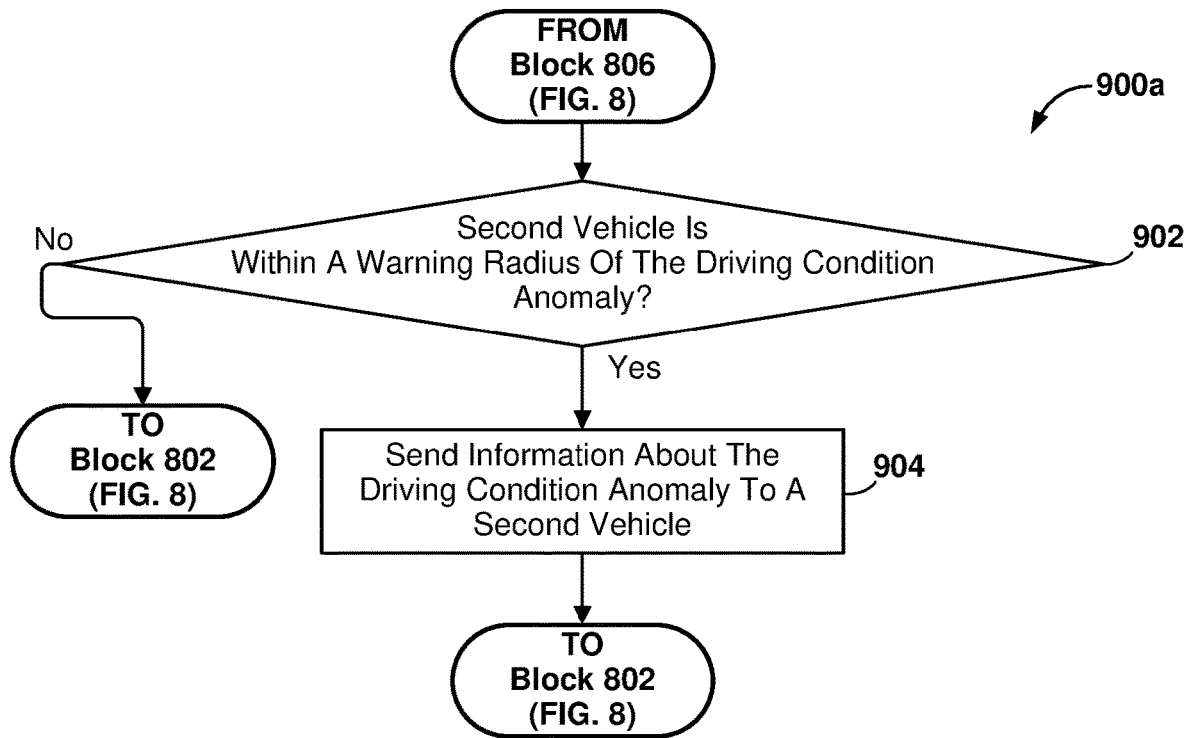 FROM
Block 806
(FIG. 8)
900a
Second Vehicle Is
Within A Warning Radius Of The Driving Condition
Anomaly?
902
No
Yes
TO
Block 802
(FIG. 8)
Send Information About The
Driving Condition Anomaly To A
Second Vehicle
904
TO
Block 802
(FIG. 8)